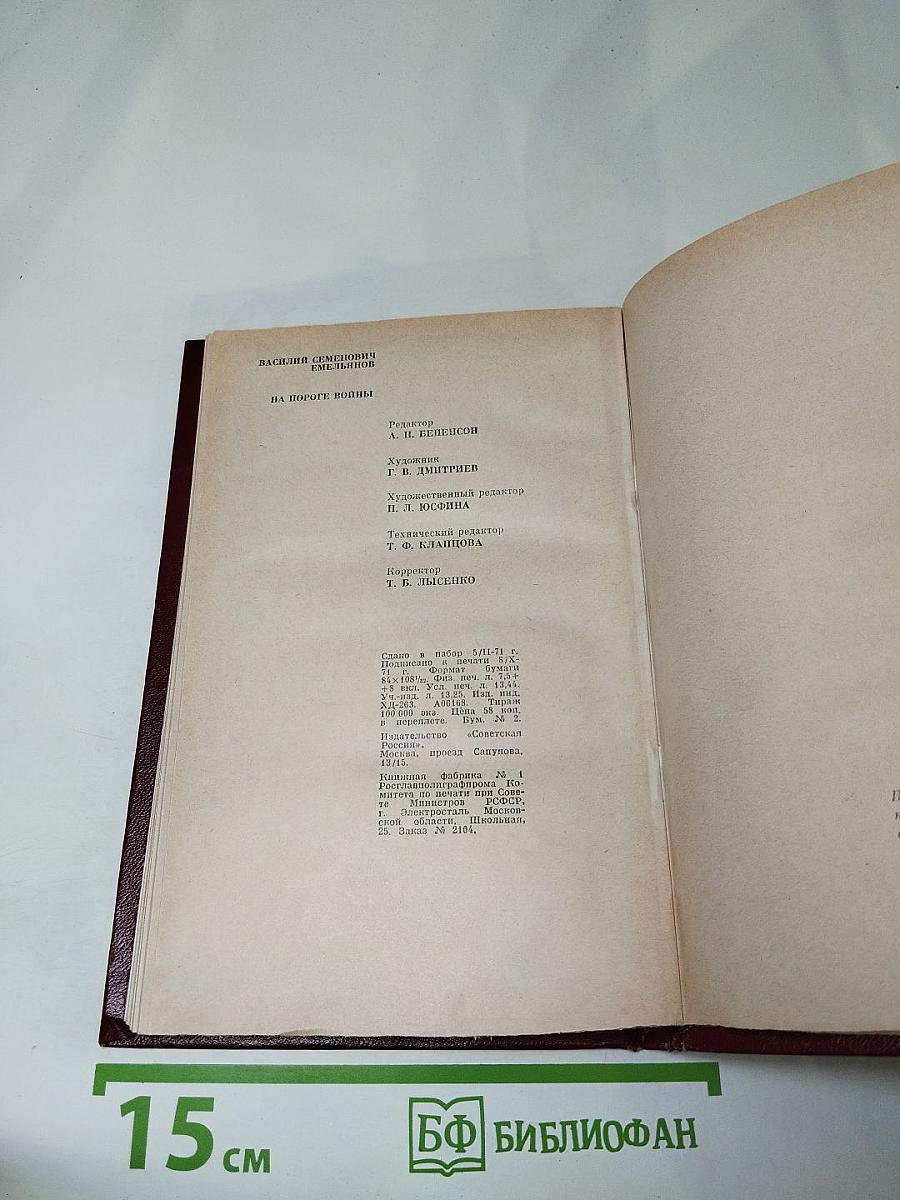 ВАСИЛИЙ СЕМЕНОВИЧ
ЕМЕЛЬЯНОВ
НА ПОРОГЕ ВОЙНЫ
Редактор
А. И. БЕНЕНСОН
Художник
Г. В. ДМИТРИЕВ
Художественный редактор
Н. Л. ЮСФИНА
Технический редактор
Т. Ф. КЛАПЦОВА
Корректор
Т. Б. ЛЫСЕНКО
Сдано в набор 5/II-71 г.
Подписано к печати 8/X-
71 г. Формат бумаги
84×108¹/₃₂. Физ. печ. л. 7,5+
+8 вкл. Усл. печ. л. 13,44.
Уч.-изд. л. 13,25. Изд. инд.
ХД-263. А00168. Тираж
100 000 экз. Цена 58 коп.
в переплете. Бум. № 2.
Издательство «Советская
Россия».
Москва, проезд Сапунова,
13/15.
Книжная фабрика № 1
Росглавполиграфпрома Ко-
митета по печати при Сове-
те Министров РСФСР,
г. Электросталь Москов-
ской области, Школьная,
25. Заказ № 2104.
15 см
БФ БИБЛИОФАН